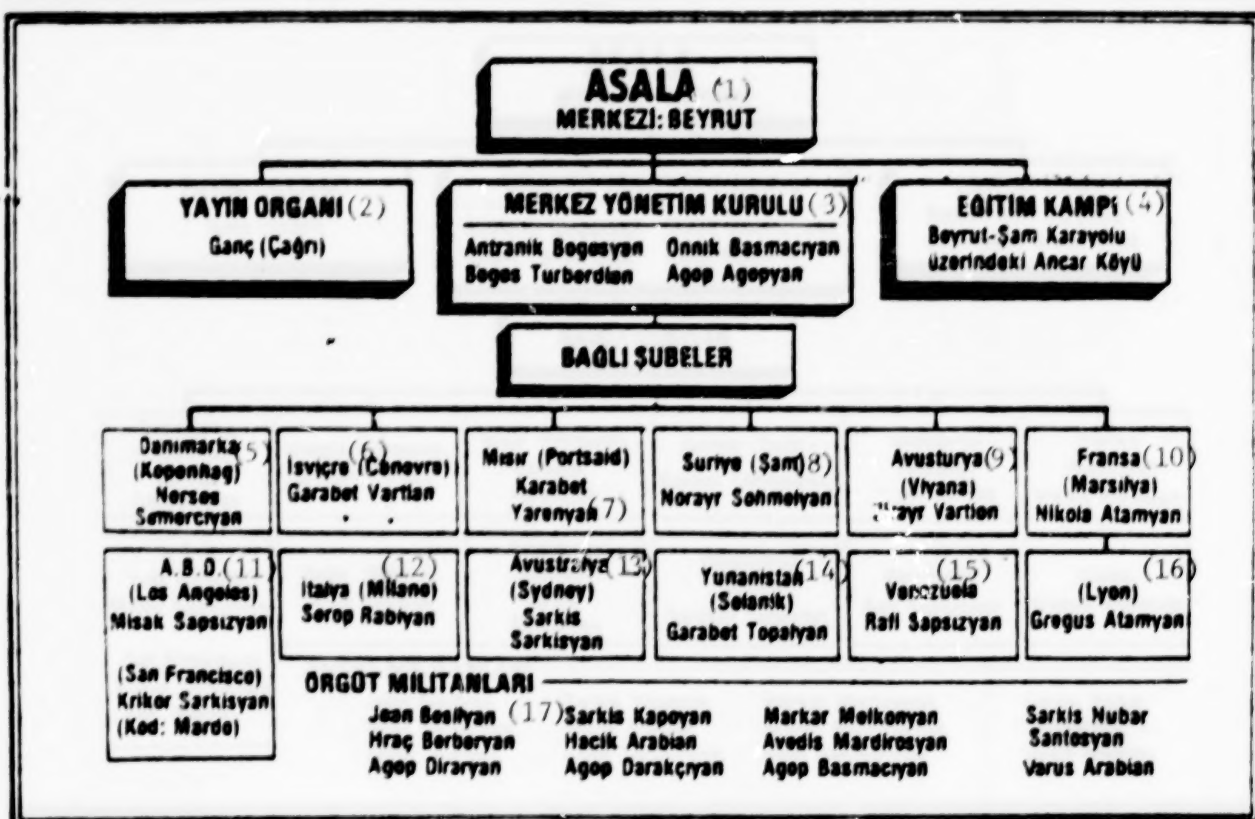 ASALA (1)
MERKEZİ: BEYRUT
YAYIN ORGANI (2)
Ganç (Çağrı)
MERKEZ YÖNETİM KURULU (3)
Antranik Bogosyan Onnik Basmacıyan
Bogos Turberdian Agop Agopyan
EĞİTİM KAMPI (4)
Beyrut-Şam Karayolu
üzerindeki Ancar Köyü
BAĞLI ŞUBELER
Danimarka (5)
(Kopenhag)
Norses
Semerciyan
(6)
İsviçre (Cenevre)
Garabet Vartian
Mısır (Portsaid)
Karabet
Yarenyan (7)
Suriye (Şam) (8)
Norayr Sohmelyan
Avusturya (9)
(Viyana)
Vartian
Fransa (10)
(Marsilya)
Nikola Atamyan
A.B.D. (11)
(Los Angeles)
Misak Sapsızyan
(San Francisco)
Krikor Sarkisyan
(Kod: Mardo)
(12)
İtalya (Milano)
Serop Rabiyan
Avustralya (13)
(Sydney)
Sarkis
Sarkisyan
Yunanistan (14)
(Selanik)
Garabet Topalyan
(15)
Venezuela
Rafi Sapsızyan
(16)
(Lyon)
Gregus Atamyan
ÖRGÜT MİLİTANLARI
Jean Besilyan (17) Sarkis Kapoyan Markar Melkonyan Sarkis Nubar
Hraç Berberyan Hacik Arabian Avedis Mardirosyan Santosyan
Agop Diraryan Agop Darakçıyan Agop Basmacıyan Varus Arabian